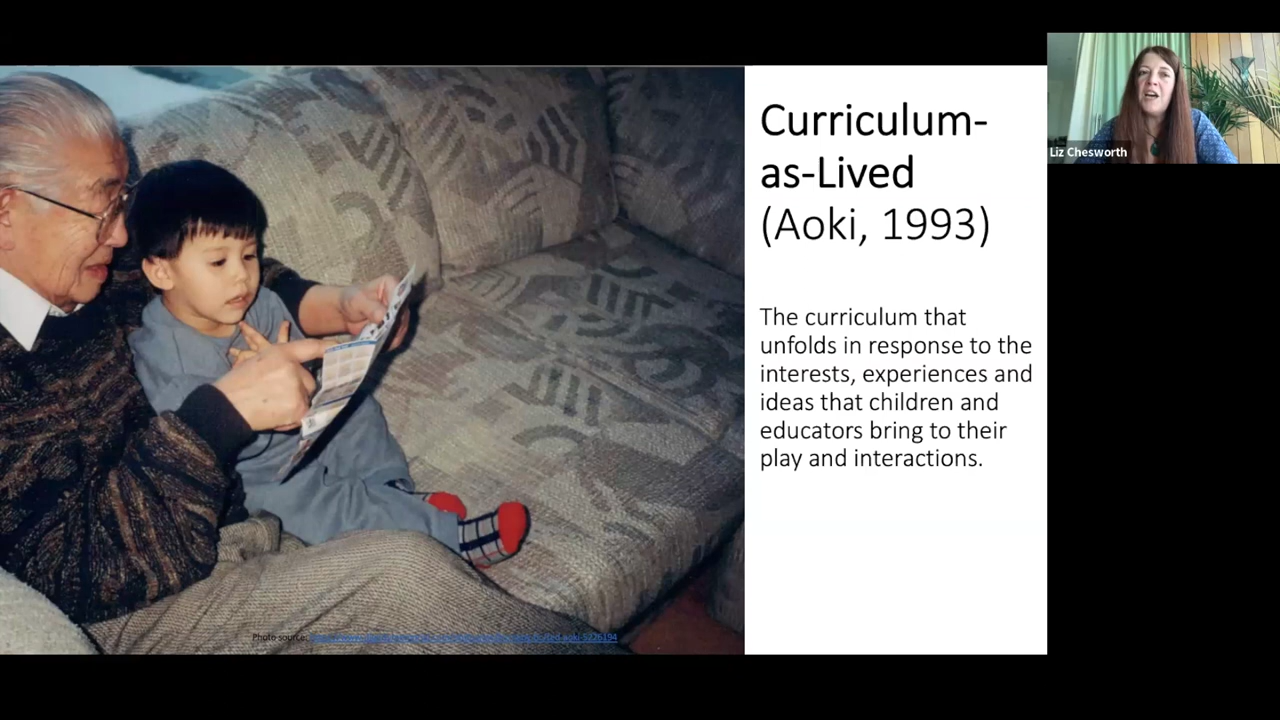 Curriculum-
as-Lived
(Aoki, 1993)
The curriculum that
unfolds in response to the
interests, experiences and
ideas that children and
educators bring to their
play and interactions.
Liz Chesworth
Photo source: